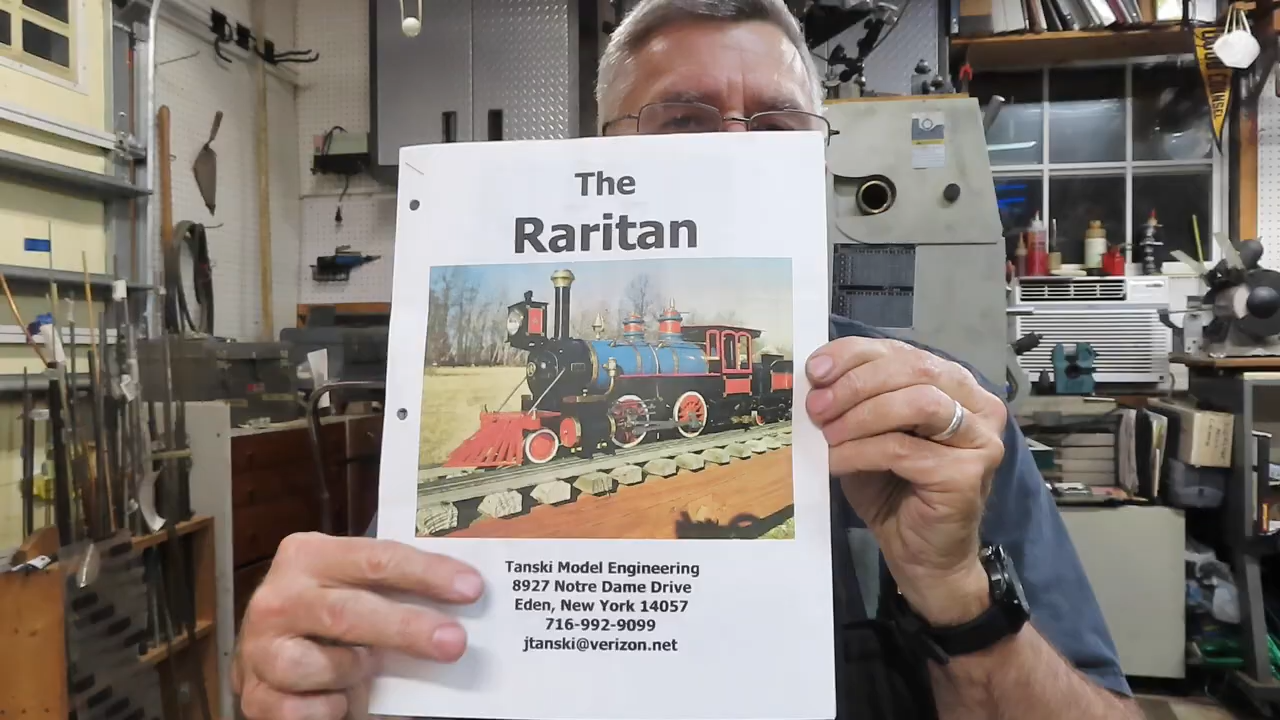 The
Raritan
Tanski Model Engineering
8927 Notre Dame Drive
Eden, New York 14057
716-992-9099
jtanski@verizon.net